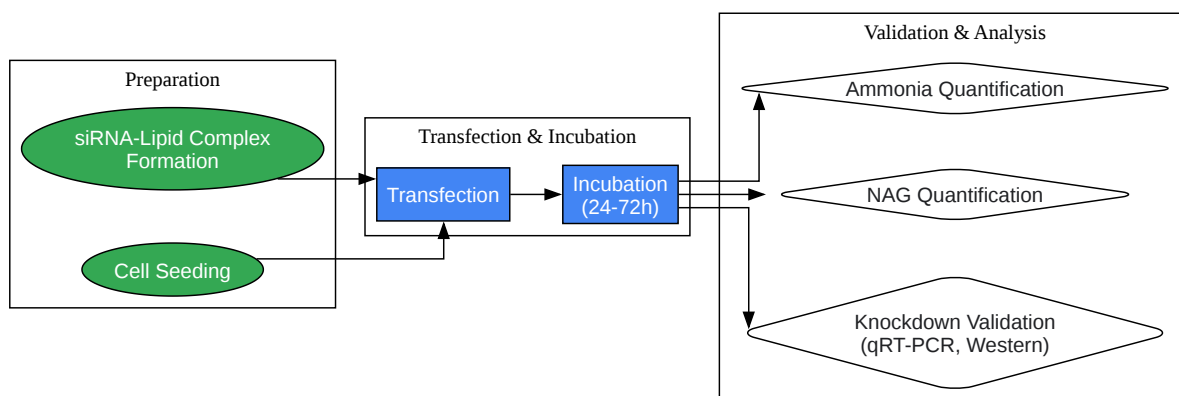 Preparation
siRNA-Lipid Complex
Formation
Cell Seeding
Transfection & Incubation
Transfection
Incubation
(24-72h)
Validation & Analysis
Ammonia Quantification
NAG Quantification
Knockdown Validation
(qRT-PCR, Western)